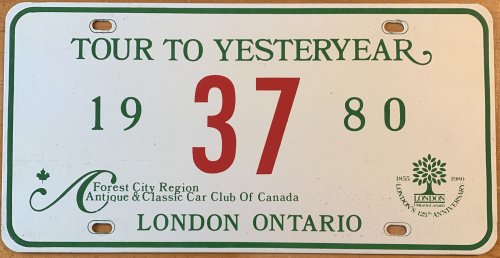 TOUR TO YESTERYEAR
19 37 80
Forest City Region
Antique & Classic Car Club Of Canada
1855 1980
LONDON
LONDON'S 125th ANNIVERSARY
LONDON ONTARIO